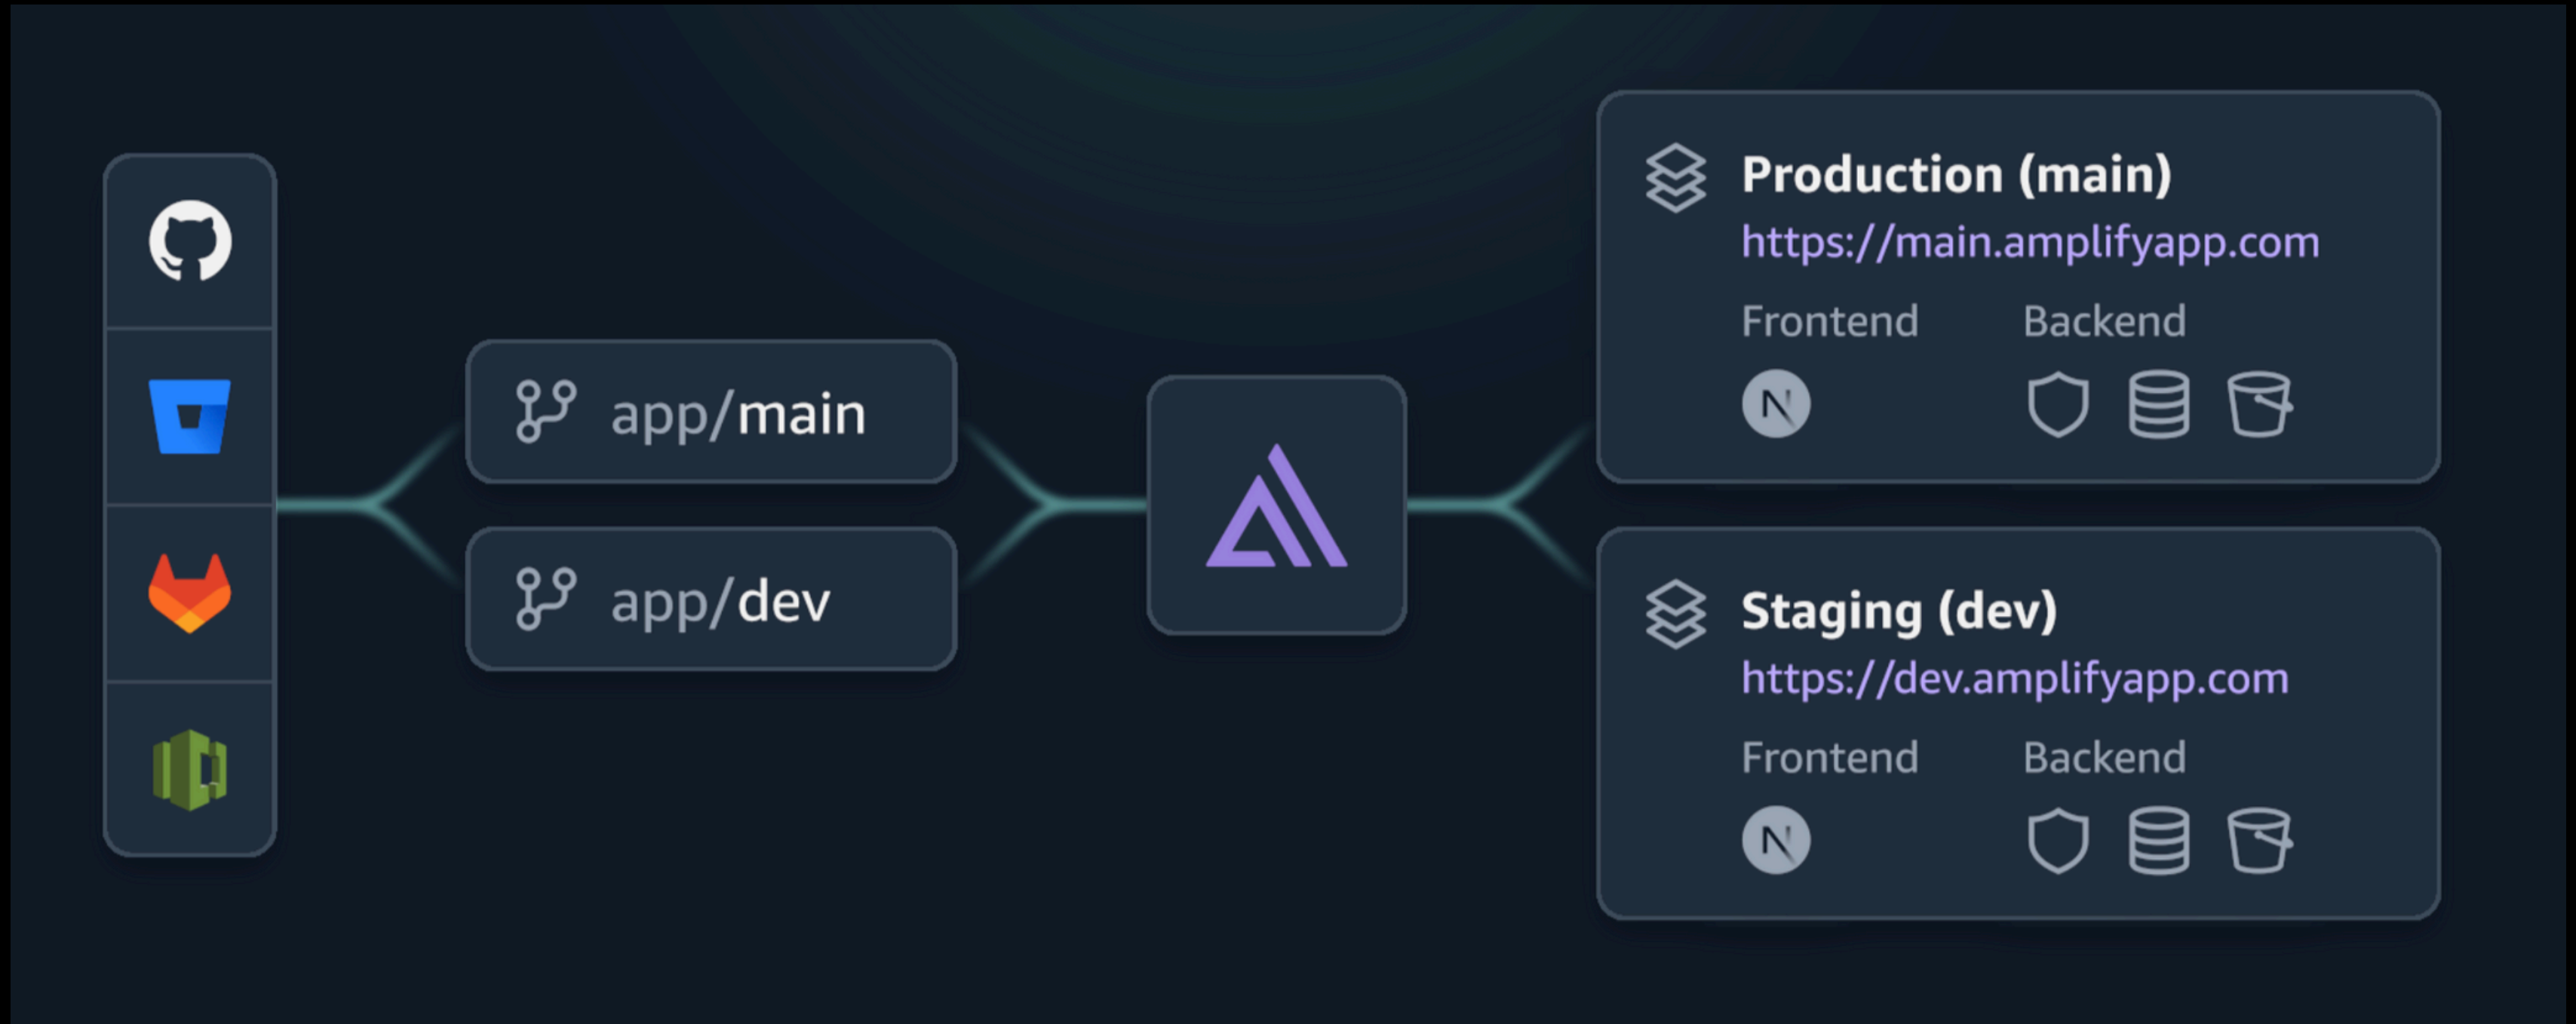 app/main
app/dev
Production (main)
https://main.amplifyapp.com
Frontend Backend
N
Staging (dev)
https://dev.amplifyapp.com
Frontend Backend
N